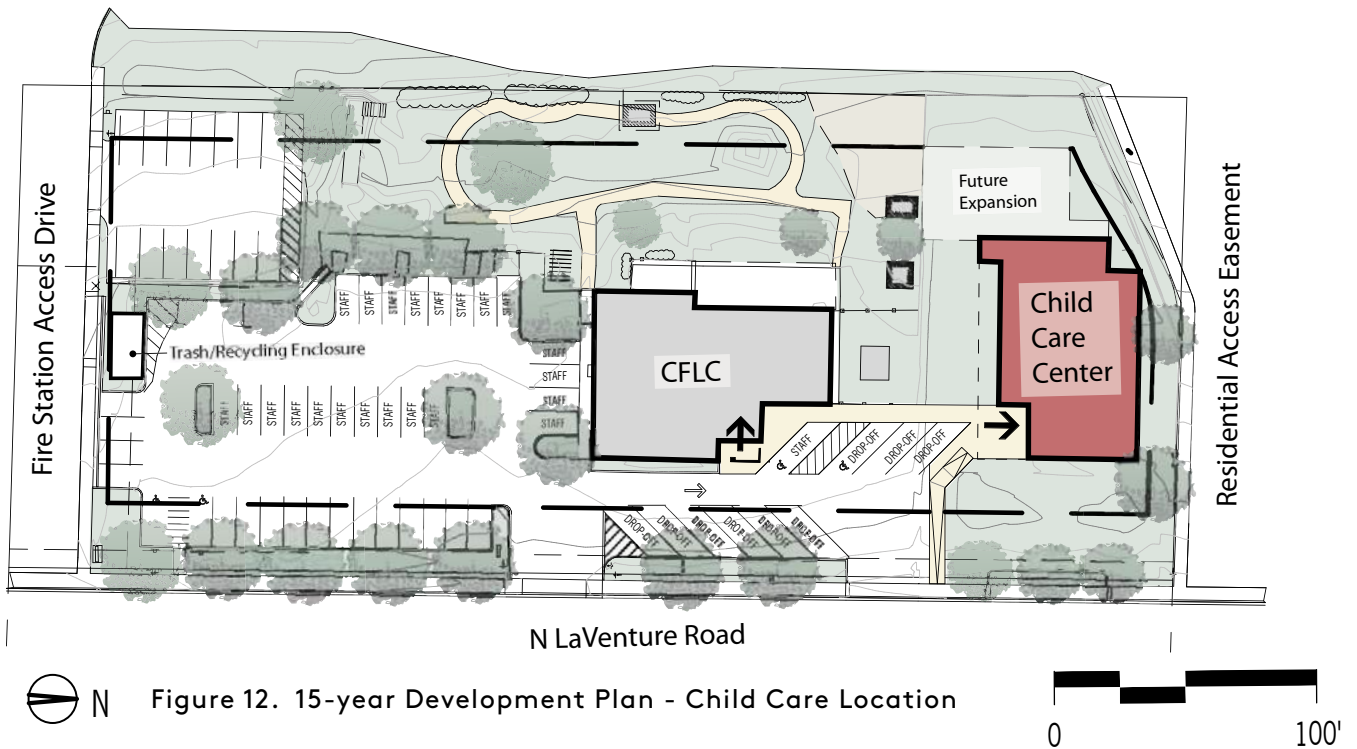 Fire Station Access Drive
Residential Access Easement
Future
Expansion
STAFF STAFF STAFF STAFF STAFF STAFF STAFF
Trash/Recycling Enclosure
STAFF
STAFF
STAFF
STAFF
STAFF STAFF STAFF STAFF STAFF STAFF STAFF STAFF STAFF
CFLC
Child
Care
Center
STAFF DROP-OFF DROP-OFF DROP-OFF
DROP-OFF DROP-OFF DROP-OFF DROP-OFF DROP-OFF DROP-OFF
N LaVenture Road
N
Figure 12. 15-year Development Plan - Child Care Location
0 100'